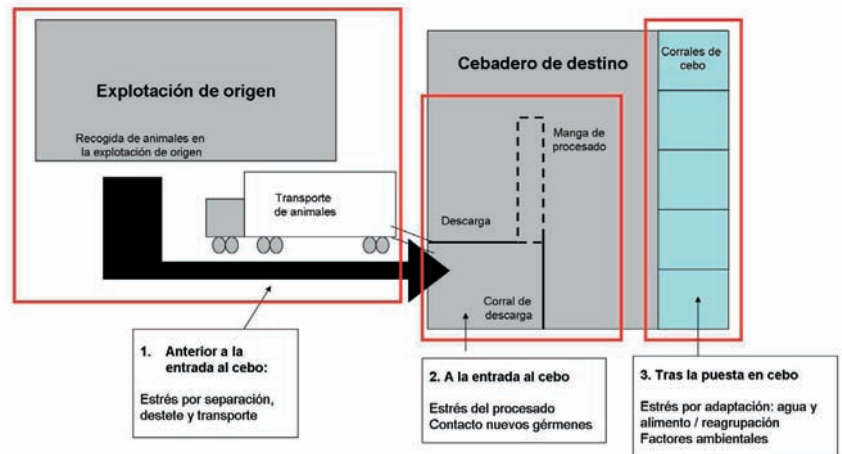 Explotación de origen
Recogida de animales en
la explotación de origen
Transporte
de animales
Cebadero de destino
Corrales de
cebo
Manga de
procesado
Descarga
Corral de
descarga
1. Anterior a la
entrada al cebo:
Estrés por separación,
destete y transporte
2. A la entrada al cebo
Estrés del procesado
Contacto nuevos gérmenes
3. Tras la puesta en cebo
Estrés por adaptación: agua y
alimento / reagrupación
Factores ambientales